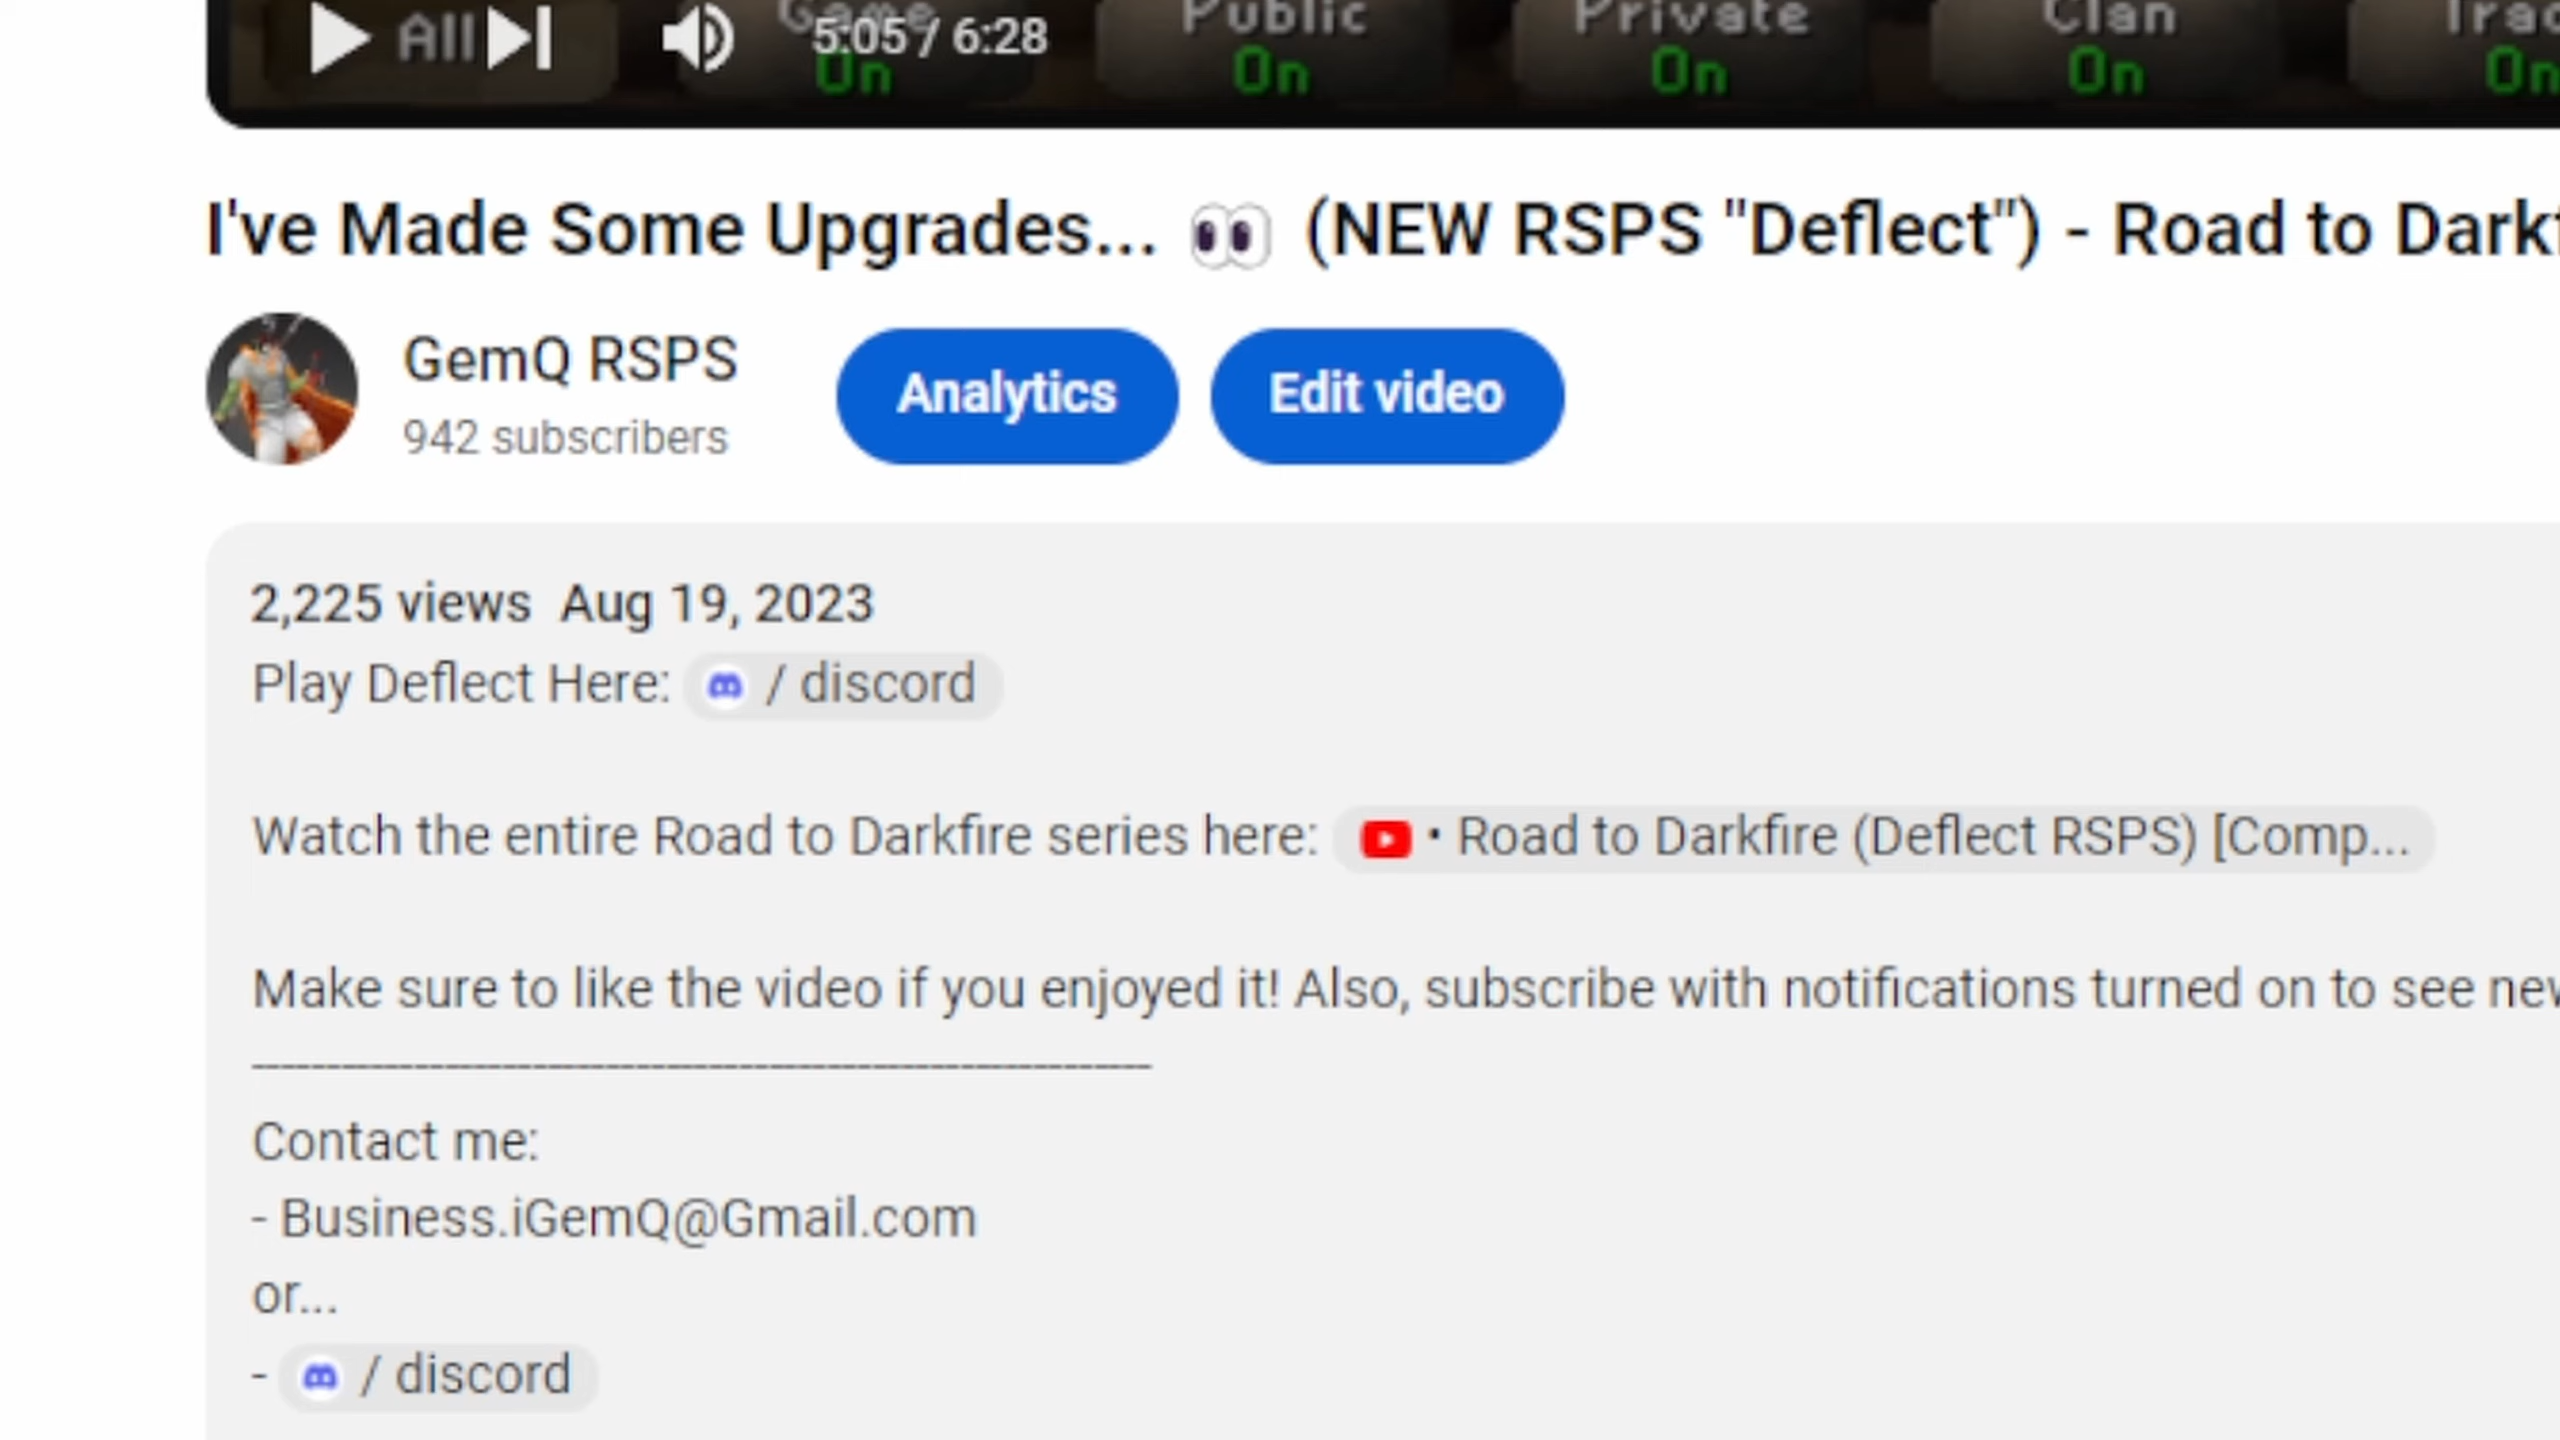 Game Public Private Clan
All 5:05 / 6:28
On On On On On
I've Made Some Upgrades... 👀 (NEW RSPS "Deflect") - Road to Dark
GemQ RSPS
942 subscribers
Analytics
Edit video
2,225 views Aug 19, 2023
Play Deflect Here: / discord
Watch the entire Road to Darkfire series here: • Road to Darkfire (Deflect RSPS) [Comp...
Make sure to like the video if you enjoyed it! Also, subscribe with notifications turned on to see new
-----------------------------------------------------------------
Contact me:
- Business.iGemQ@Gmail.com
or...
- / discord